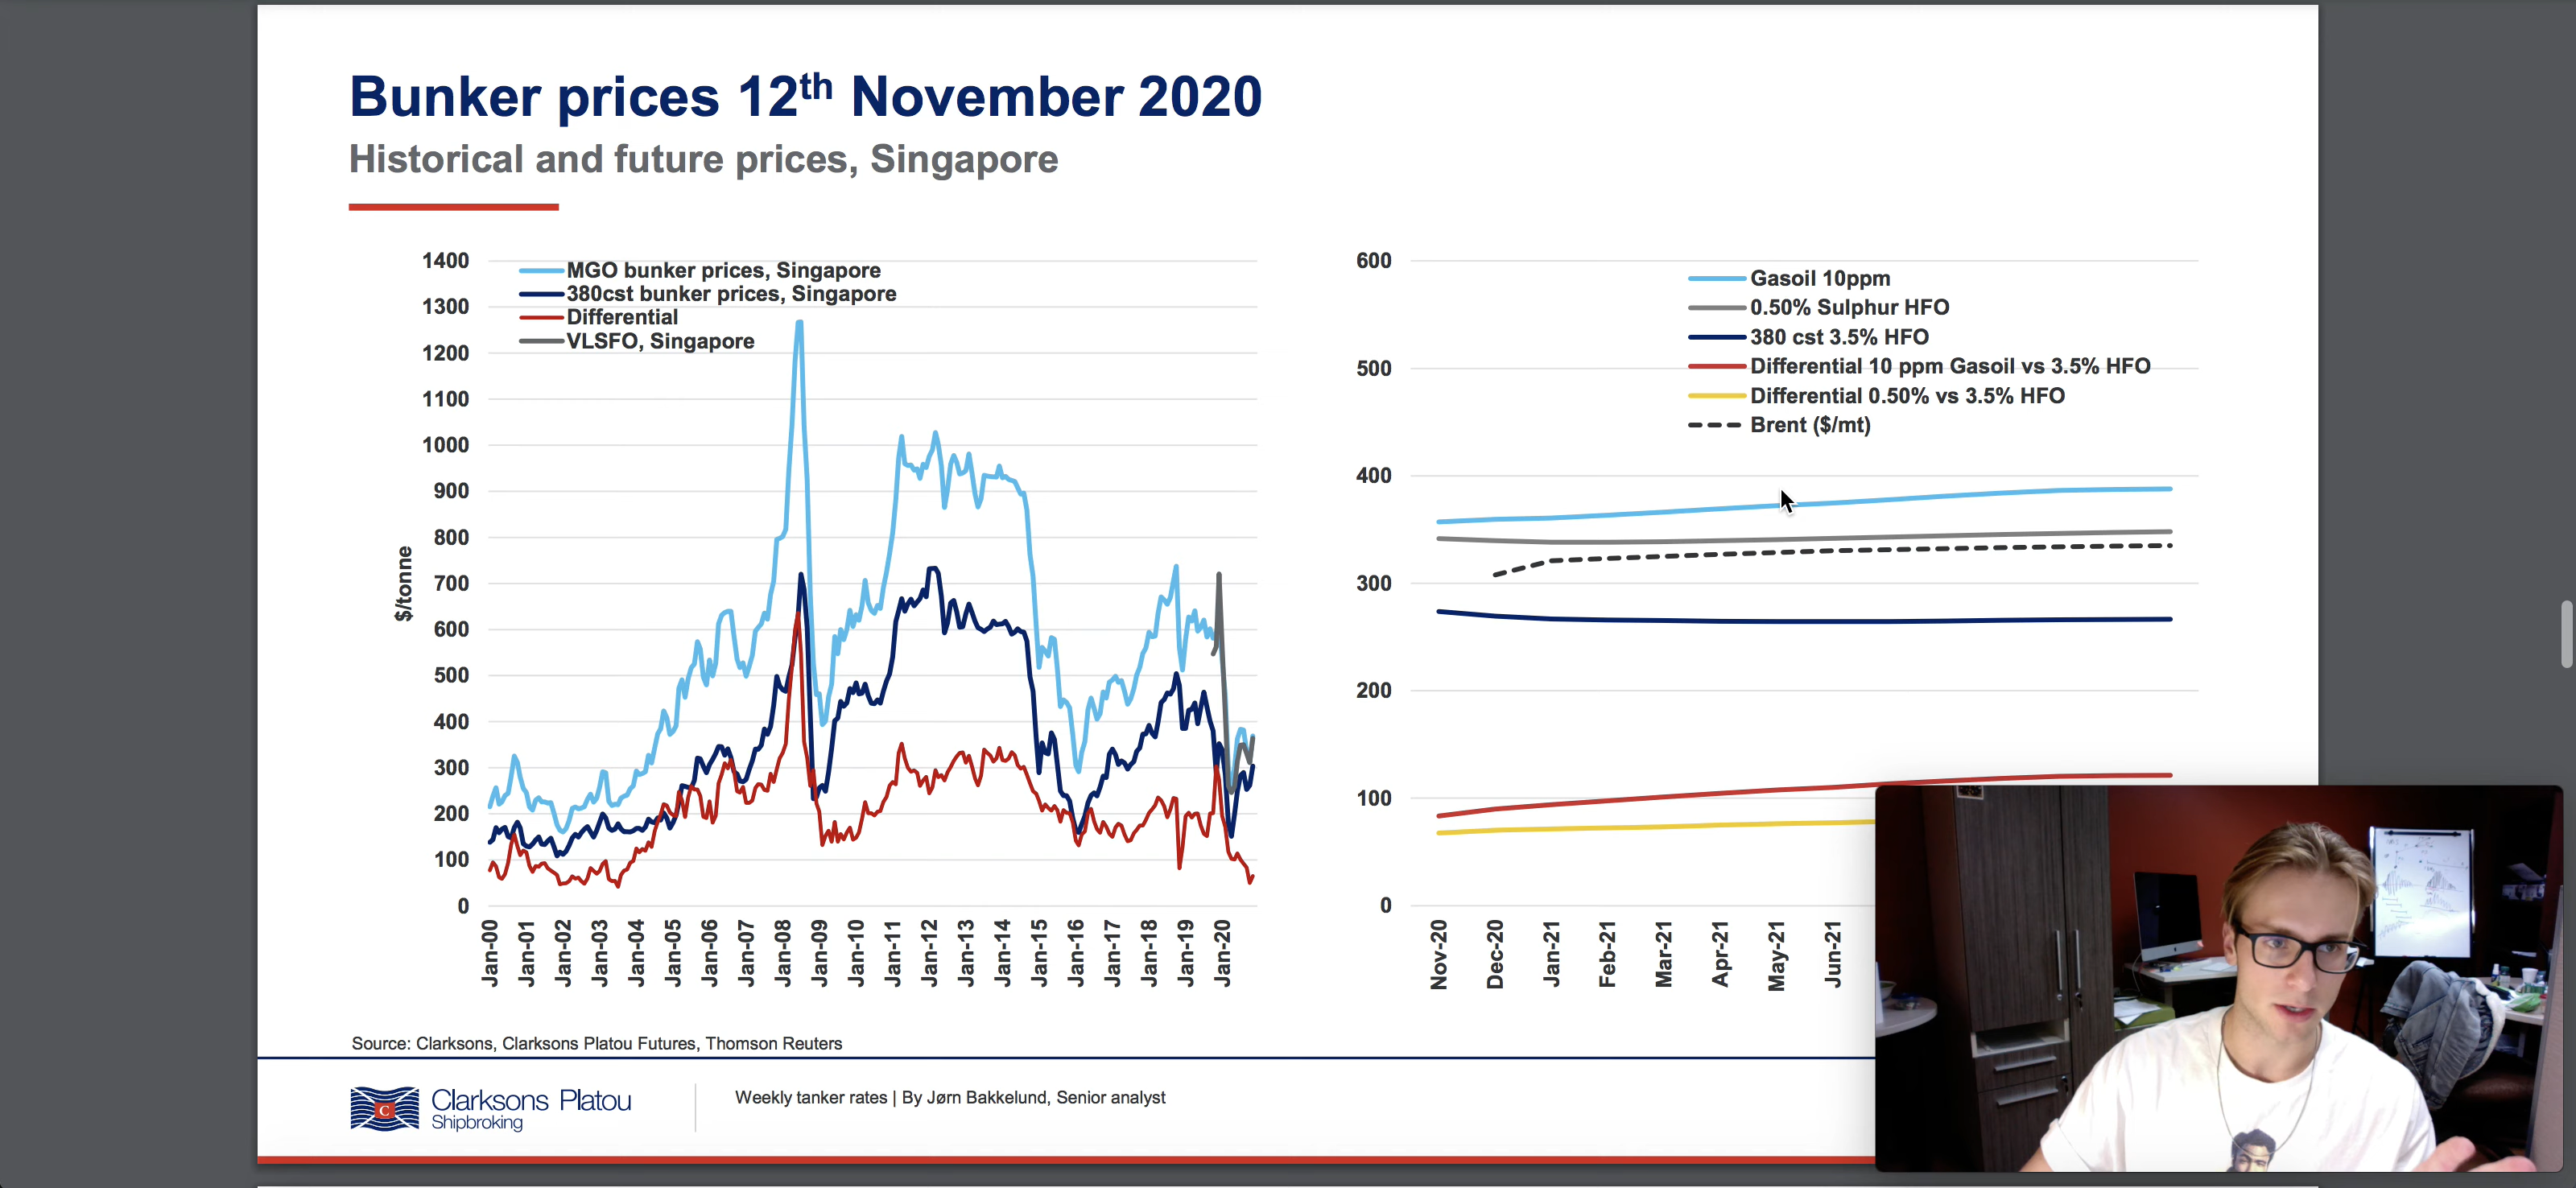 Bunker prices 12th November 2020
Historical and future prices, Singapore
1400
1300
1200
1100
1000
900
800
700
600
500
400
300
200
100
0
$/tonne
MGO bunker prices, Singapore
380cst bunker prices, Singapore
Differential
VLSFO, Singapore
Jan-00
Jan-01
Jan-02
Jan-03
Jan-04
Jan-05
Jan-06
Jan-07
Jan-08
Jan-09
Jan-10
Jan-11
Jan-12
Jan-13
Jan-14
Jan-15
Jan-16
Jan-17
Jan-18
Jan-19
Jan-20
600
500
400
300
200
100
0
Gasoil 10ppm
0.50% Sulphur HFO
380 cst 3.5% HFO
Differential 10 ppm Gasoil vs 3.5% HFO
Differential 0.50% vs 3.5% HFO
Brent ($/mt)
Nov-20
Dec-20
Jan-21
Feb-21
Mar-21
Apr-21
May-21
Jun-21
Source: Clarksons, Clarksons Platou Futures, Thomson Reuters
C
Clarksons Platou
Shipbroking
Weekly tanker rates | By Jørn Bakkelund, Senior analyst